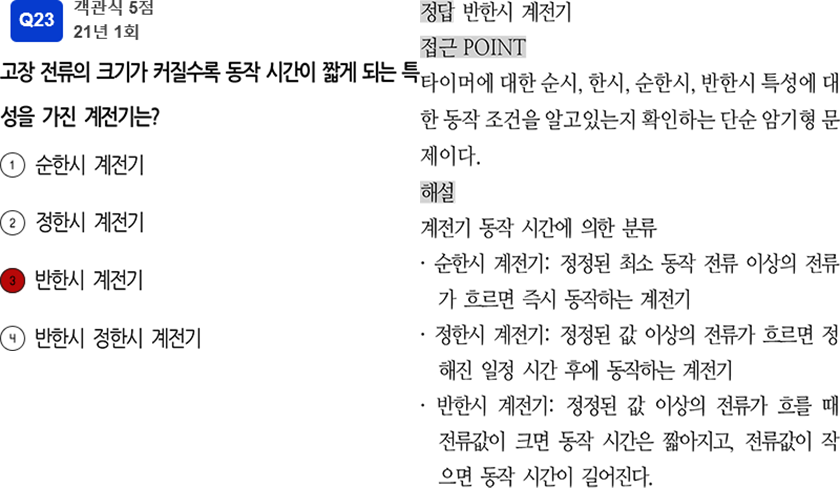 Q23
객관식 5점
21년 1회
고장 전류의 크기가 커질수록 동작 시간이 짧게 되는 특
성을 가진 계전기는?
1 순한시 계전기
2 정한시 계전기
3 반한시 계전기
4 반한시 정한시 계전기
정답 반한시 계전기
접근 POINT
타이머에 대한 순시, 한시, 순한시, 반한시 특성에 대
한 동작 조건을 알고있는지 확인하는 단순 암기형 문
제이다.
해설
계전기 동작 시간에 의한 분류
· 순한시 계전기: 정정된 최소 동작 전류 이상의 전류
가 흐르면 즉시 동작하는 계전기
· 정한시 계전기: 정정된 값 이상의 전류가 흐르면 정
해진 일정 시간 후에 동작하는 계전기
· 반한시 계전기: 정정된 값 이상의 전류가 흐를 때
전류값이 크면 동작 시간은 짧아지고, 전류값이 작
으면 동작 시간이 길어진다.